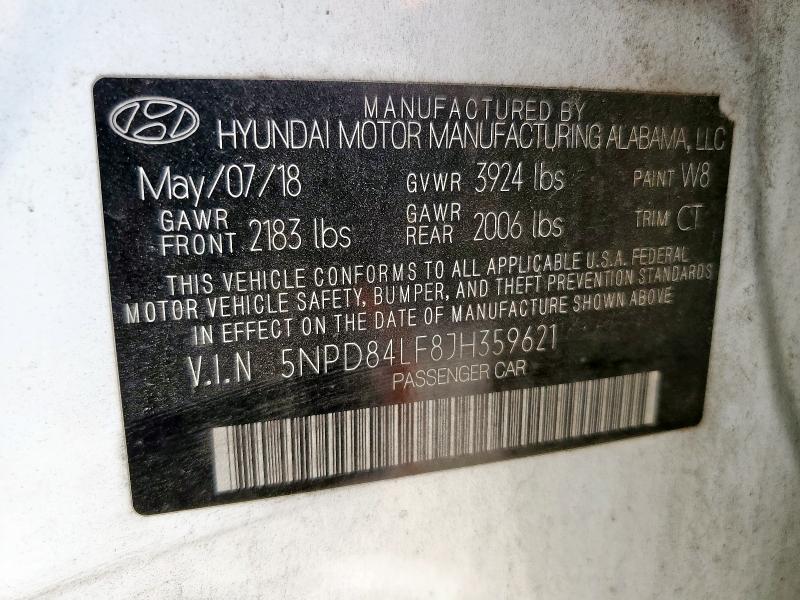 MANUFACTURED BY
HYUNDAI MOTOR MANUFACTURING ALABAMA, LLC
May/07/18 GVWR 3924 lbs PAINT W8
GAWR FRONT 2183 lbs GAWR REAR 2006 lbs TRIM CT
THIS VEHICLE CONFORMS TO ALL APPLICABLE U.S.A. FEDERAL
MOTOR VEHICLE SAFETY, BUMPER, AND THEFT PREVENTION STANDARDS
IN EFFECT ON THE DATE OF MANUFACTURE SHOWN ABOVE
V.I.N 5NPD84LF8JH359621
PASSENGER CAR